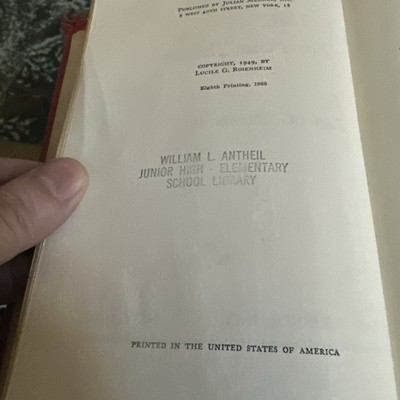 Published by Julian
8 West 40th Street, New York, 18
Copyright, 1949, by
Lucile G. Rosenheim
Eighth Printing, 1966
WILLIAM L. ANTHEIL
JUNIOR HIGH - ELEMENTARY
SCHOOL LIBRARY
PRINTED IN THE UNITED STATES OF AMERICA